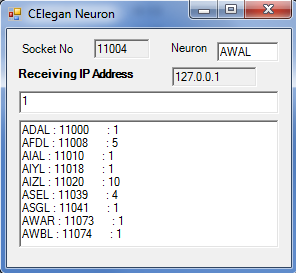 CElegan Neuron
Socket No 11004 Neuron AWAL
Receiving IP Address 127.0.0.1
1
ADAL : 11000 : 1
AFDL : 11008 : 5
AIAL : 11010 : 1
AIYL : 11018 : 1
AIZL : 11020 : 10
ASEL : 11039 : 4
ASGL : 11041 : 1
AWAR : 11073 : 1
AWBL : 11074 : 1